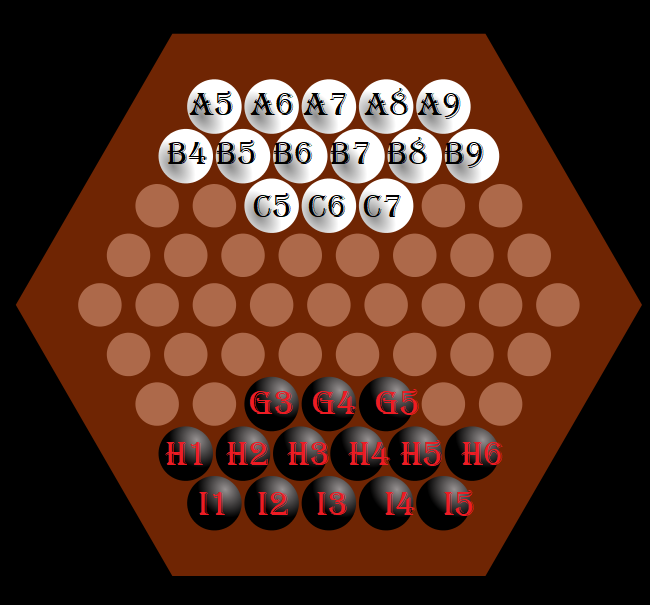 A5 A6 A7 A8 A9
B4 B5 B6 B7 B8 B9
C5 C6 C7
G3 G4 G5
H1 H2 H3 H4 H5 H6
I1 I2 I3 I4 I5